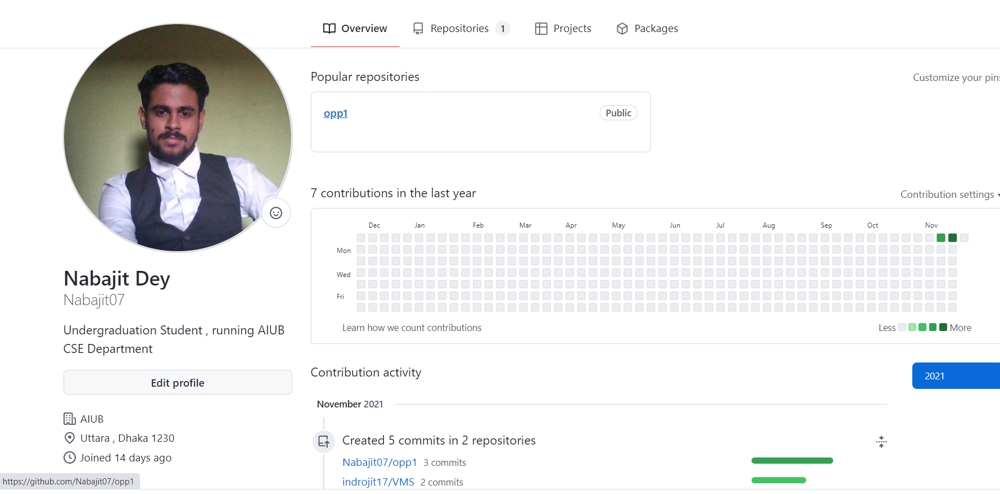 Overview Repositories 1 Projects Packages
Popular repositories
Customize your pins
opp1 Public
7 contributions in the last year
Contribution settings
Dec Jan Feb Mar Apr May Jun Jul Aug Sep Oct Nov
Mon
Wed
Fri
Learn how we count contributions
Less More
Nabajit Dey
Nabajit07
Undergraduation Student , running AIUB
CSE Department
Edit profile
AIUB
Uttara , Dhaka 1230
Joined 14 days ago
Contribution activity
2021
November 2021
Created 5 commits in 2 repositories
Nabajit07/opp1 3 commits
indrojit17/VMS 2 commits
https://github.com/Nabajit07/opp1